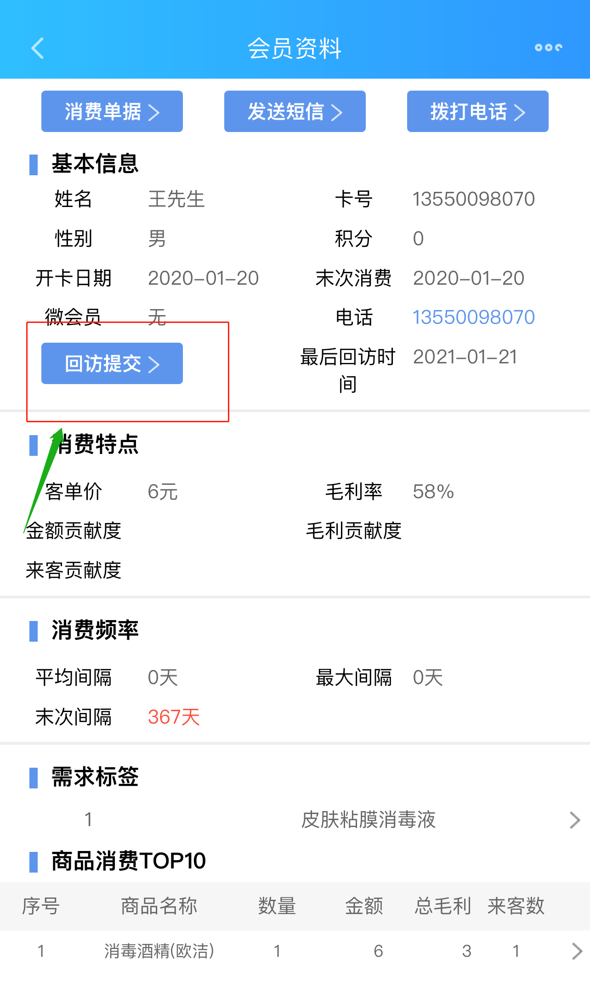 会员资料
消费单据 发送短信 拨打电话
基本信息
姓名 王先生 卡号 13550098070
性别 男 积分 0
开卡日期 2020-01-20 末次消费 2020-01-20
微会员 无 电话 13550098070
回访提交 最后回访时 2021-01-21
间
消费特点
客单价 6元 毛利率 58%
金额贡献度 毛利贡献度
来客贡献度
消费频率
平均间隔 0天 最大间隔 0天
末次间隔 367天
需求标签
1 皮肤粘膜消毒液
商品消费TOP10
序号 商品名称 数量 金额 总毛利 来客数
1 消毒酒精(欧洁) 1 6 3 1